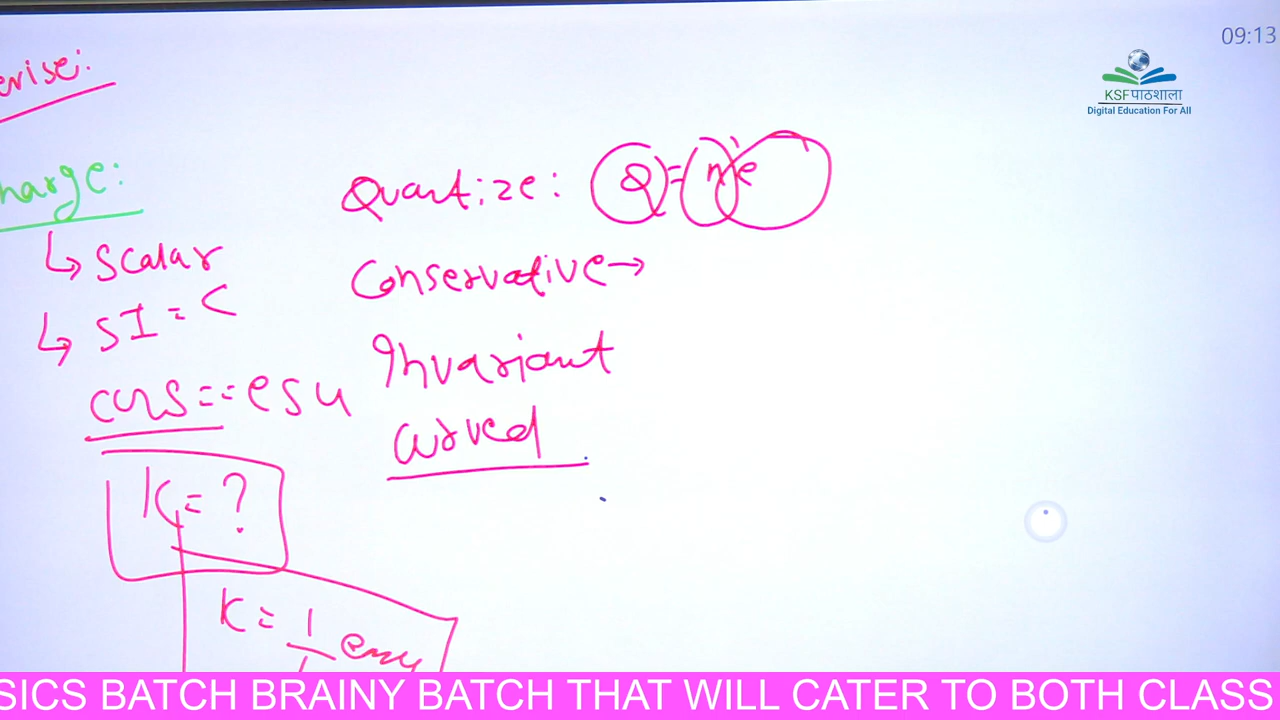 09:13
KSFपाठशाला
Digital Education For All
erise:
harge:
↳ scalar
↳ SI = C
cgs == esu
K = ?
K = 1
emu
Quantize: Q = ne
Conservative →
Invariant
SICS BATCH BRAINY BATCH THAT WILL CATER TO BOTH CLASS